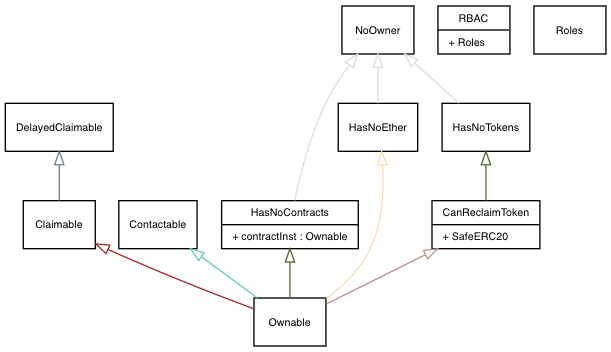 NoOwner
RBAC
+ Roles
Roles
DelayedClaimable
HasNoEther
HasNoTokens
Claimable
Contactable
HasNoContracts
+ contractInst : Ownable
CanReclaimToken
+ SafeERC20
Ownable